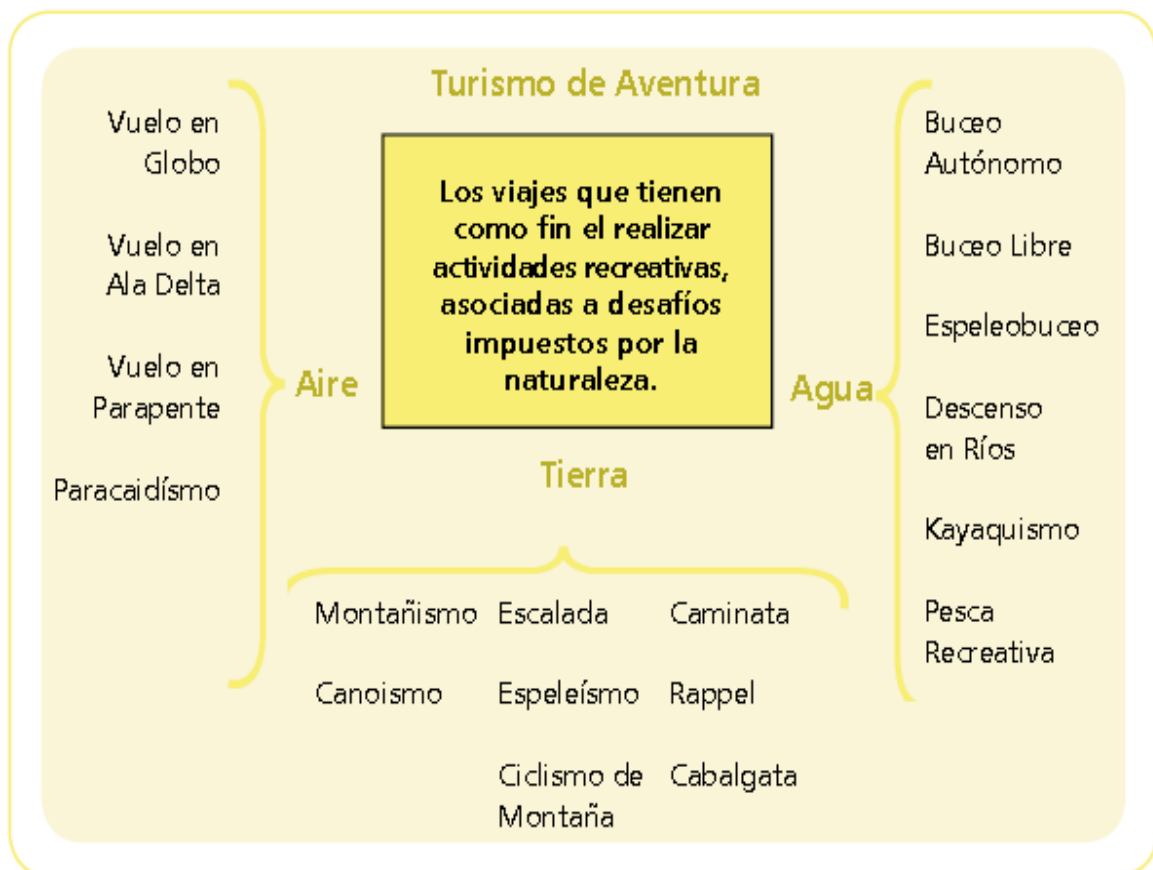 Turismo de Aventura
Vuelo en
Globo
Vuelo en
Ala Delta
Vuelo en
Parapente
Paracaidísmo
Aire
Los viajes que tienen
como fin el realizar
actividades recreativas,
asociadas a desafíos
impuestos por la
naturaleza.
Agua
Buceo
Autónomo
Buceo Libre
Espeleobuceo
Descenso
en Ríos
Kayaquismo
Pesca
Recreativa
Tierra
Montañismo Escalada Caminata
Canoismo Espeleísmo Rappel
Ciclismo de Cabalgata
Montaña